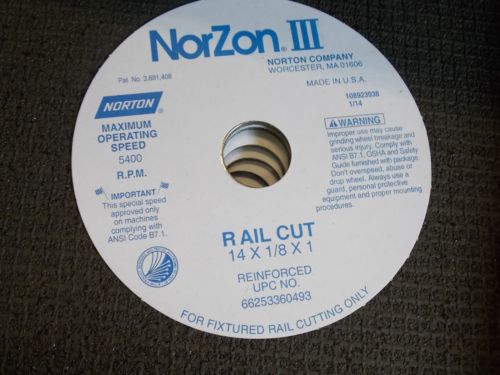 NorZon® III
NORTON COMPANY
WORCESTER, MA 01606
Pat. No. 3,891,408
MADE IN U.S.A.
108923938
1/14
NORTON®
MAXIMUM
OPERATING
SPEED
5400
R.P.M.
IMPORTANT
This special speed
approved only
on machines
complying with
ANSI Code B7.1.
WARNING
Improper use may cause
grinding wheel breakage and
serious injury. Comply with
ANSI B7.1, OSHA and Safety
Guide furnished with package.
Don't overspeed, abuse or
drop wheel. Always use a
guard, personal protective
equipment and proper mounting
procedures.
RAIL CUT
14 X 1/8 X 1
REINFORCED
UPC NO.
66253360493
FOR FIXTURED RAIL CUTTING ONLY